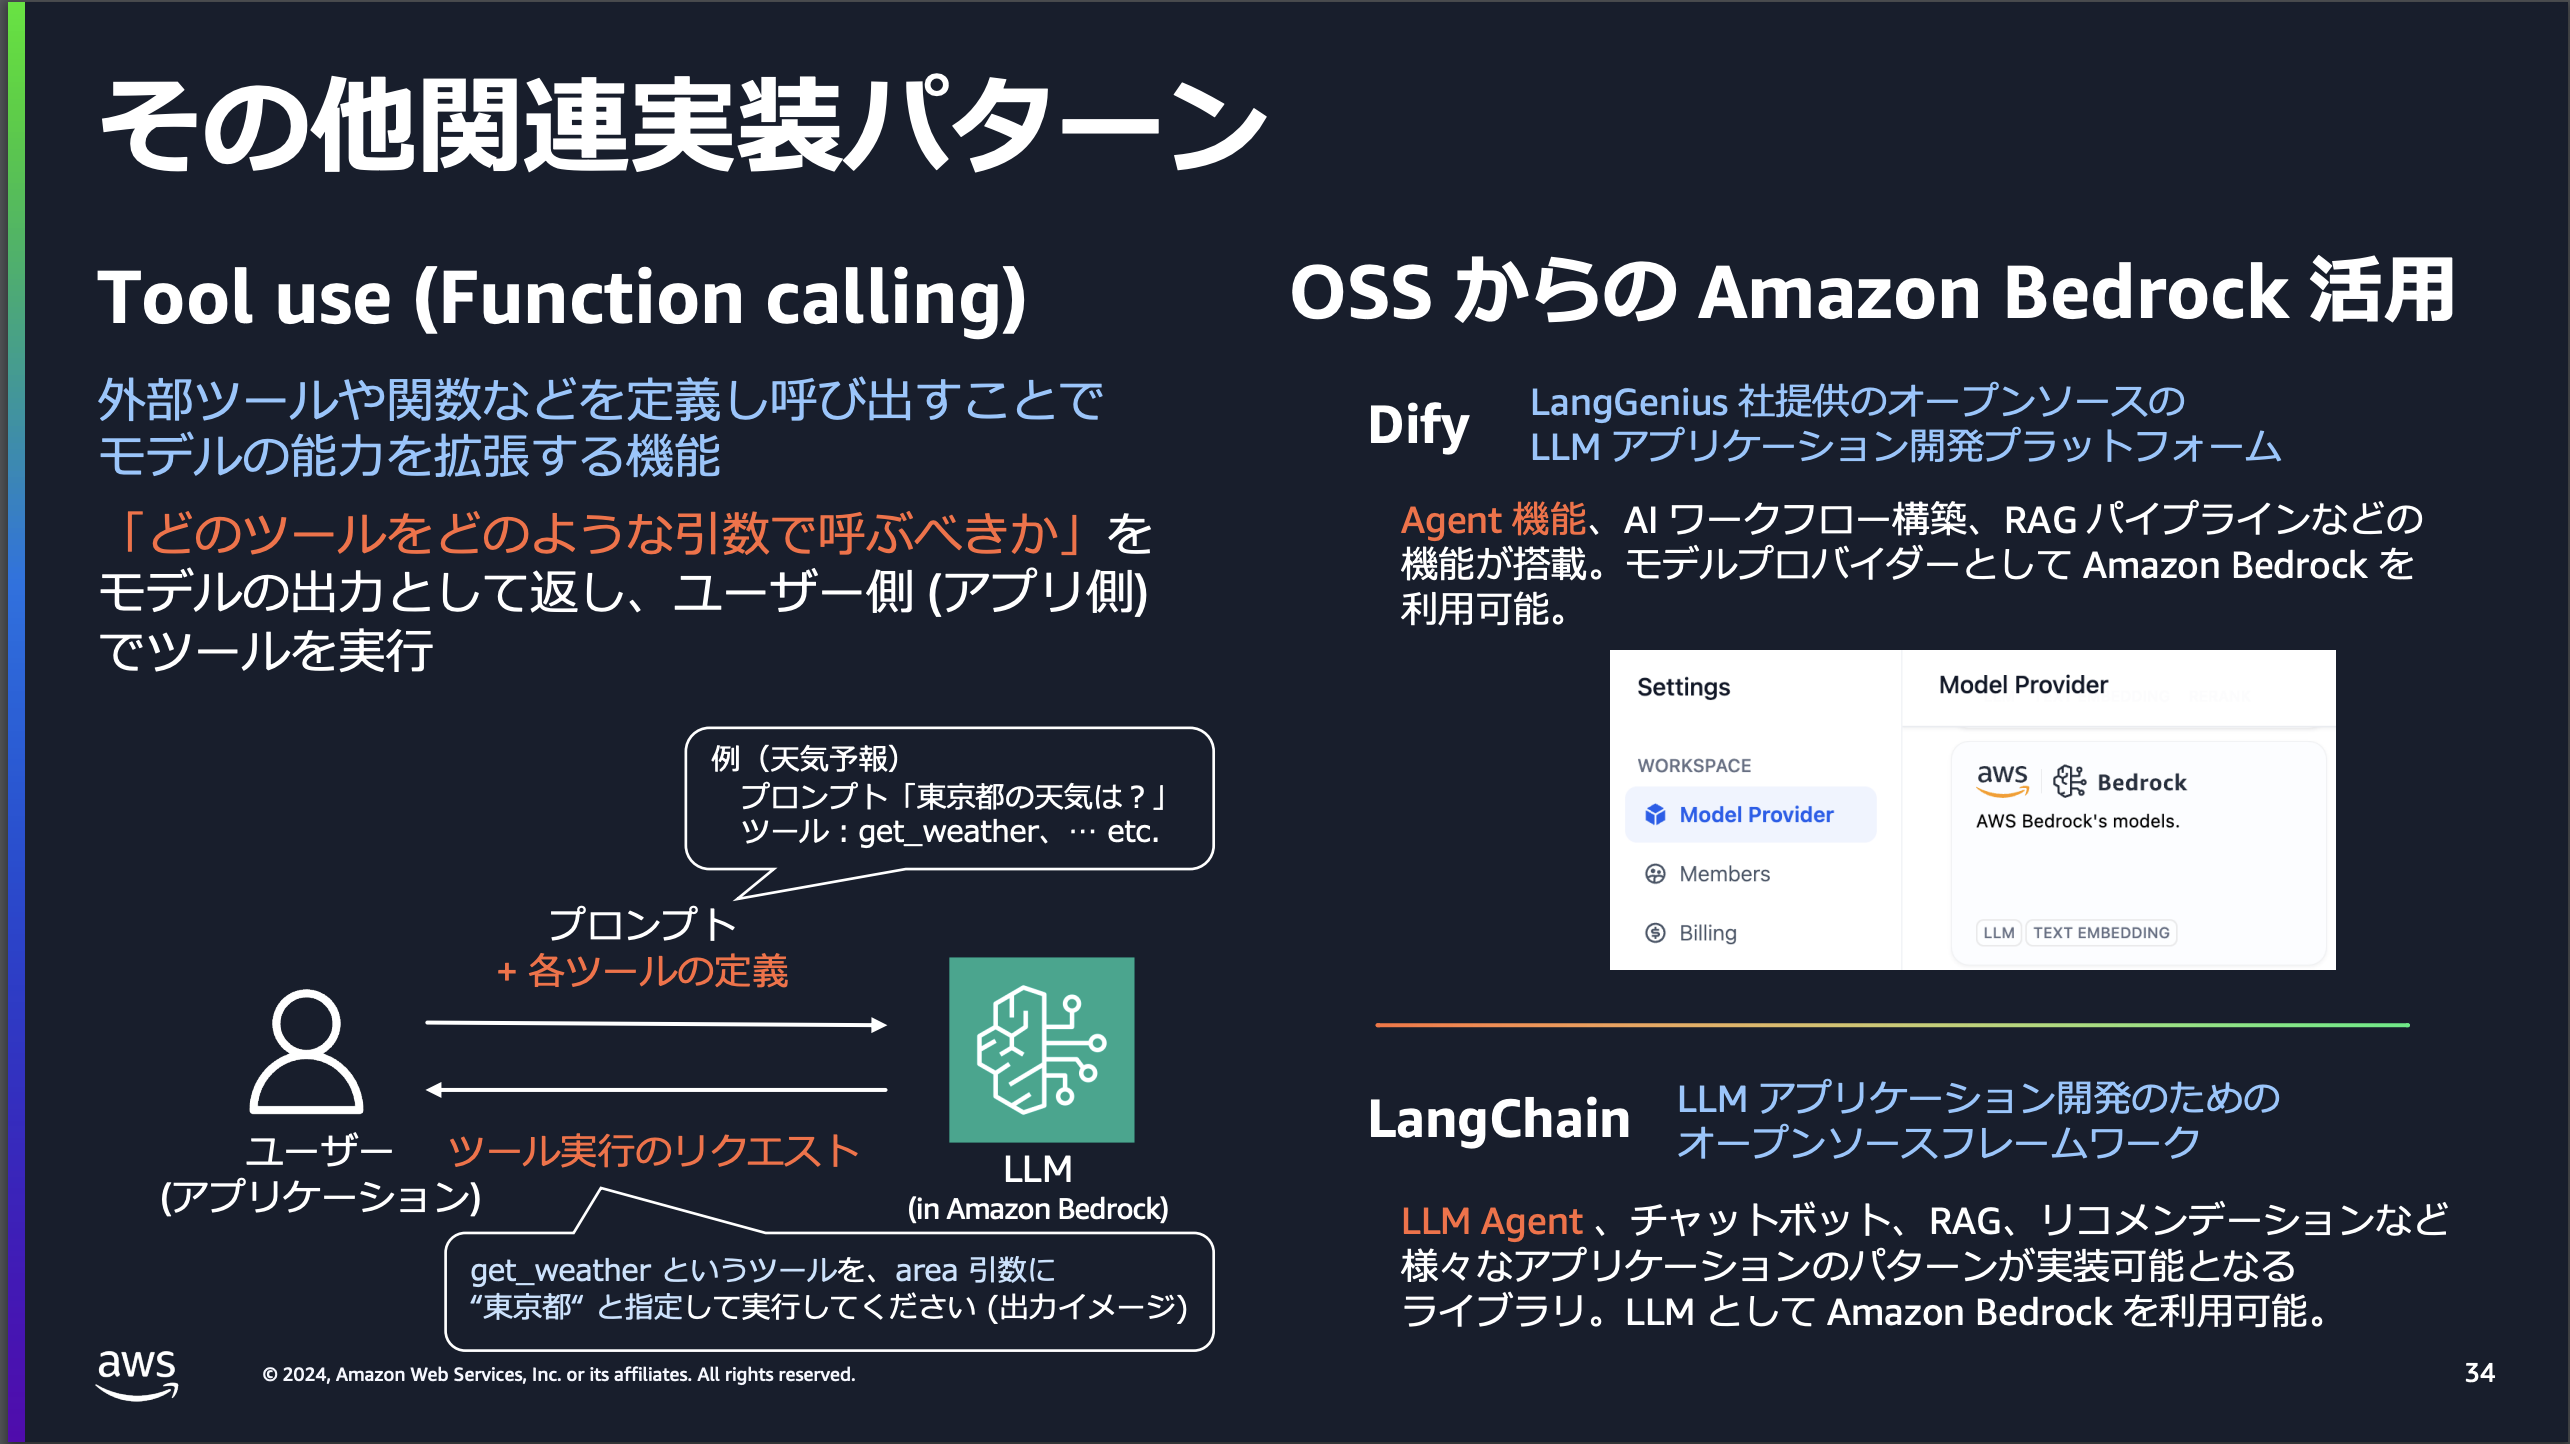 その他関連実装パターン
Tool use (Function calling)
外部ツールや関数などを定義し呼び出すことで
モデルの能力を拡張する機能
「どのツールをどのような引数で呼ぶべきか」を
モデルの出力として返し、ユーザー側 (アプリ側)
でツールを実行
例（天気予報）
プロンプト「東京都の天気は？」
ツール：get_weather、… etc.
プロンプト
+ 各ツールの定義
ユーザー
(アプリケーション)
ツール実行のリクエスト
LLM
(in Amazon Bedrock)
get_weather というツールを、area 引数に
“東京都“ と指定して実行してください (出力イメージ)
OSS からの Amazon Bedrock 活用
Dify
LangGenius 社提供のオープンソースの
LLM アプリケーション開発プラットフォーム
Agent 機能、AI ワークフロー構築、RAG パイプラインなどの
機能が搭載。モデルプロバイダーとして Amazon Bedrock を
利用可能。
Settings
WORKSPACE
Model Provider
Members
Billing
Model Provider
aws Bedrock
AWS Bedrock's models.
LLM TEXT EMBEDDING
LangChain
LLM アプリケーション開発のための
オープンソースフレームワーク
LLM Agent 、チャットボット、RAG、リコメンデーションなど
様々なアプリケーションのパターンが実装可能となる
ライブラリ。LLM として Amazon Bedrock を利用可能。
aws
© 2024, Amazon Web Services, Inc. or its affiliates. All rights reserved.
34